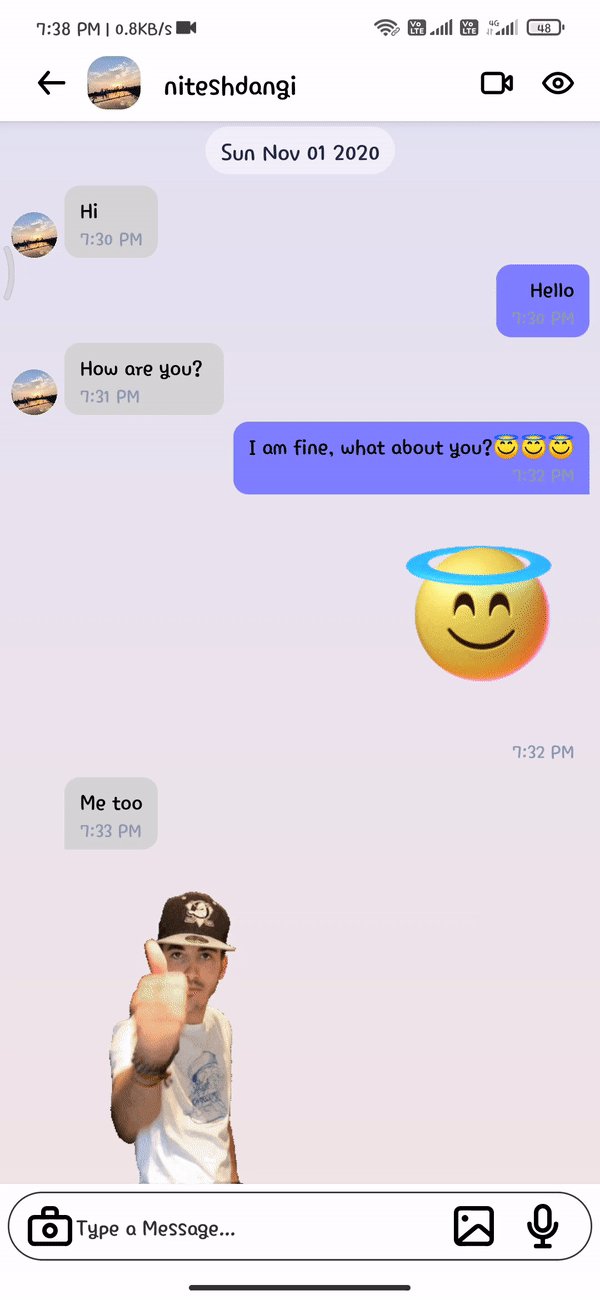 7:38 PM | 0.8KB/s
Vo LTE
Vo LTE
4G
48
niteshdangi
Sun Nov 01 2020
Hi
7:30 PM
Hello
7:30 PM
How are you?
7:31 PM
I am fine, what about you?😇😇😇
7:32 PM
7:32 PM
Me too
7:33 PM
Type a Message...